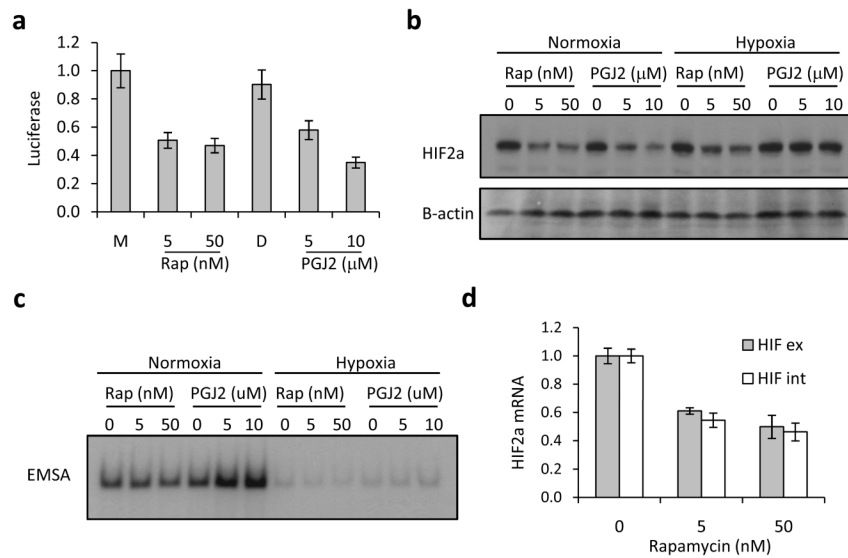 a
1.2
1.0
0.8
0.6
0.4
0.2
0.0
Luciferase
M 5 50 D 5 10
Rap (nM) PGJ2 (μM)
b
Normoxia Hypoxia
Rap (nM) PGJ2 (μM) Rap (nM) PGJ2 (μM)
0 5 50 0 5 10 0 5 50 0 5 10
HIF2a
B-actin
c
Normoxia Hypoxia
Rap (nM) PGJ2 (uM) Rap (nM) PGJ2 (uM)
0 5 50 0 5 10 0 5 50 0 5 10
EMSA
d
1.2
1.0
0.8
0.6
0.4
0.2
0.0
HIF2a mRNA
HIF ex
HIF int
0 5 50
Rapamycin (nM)